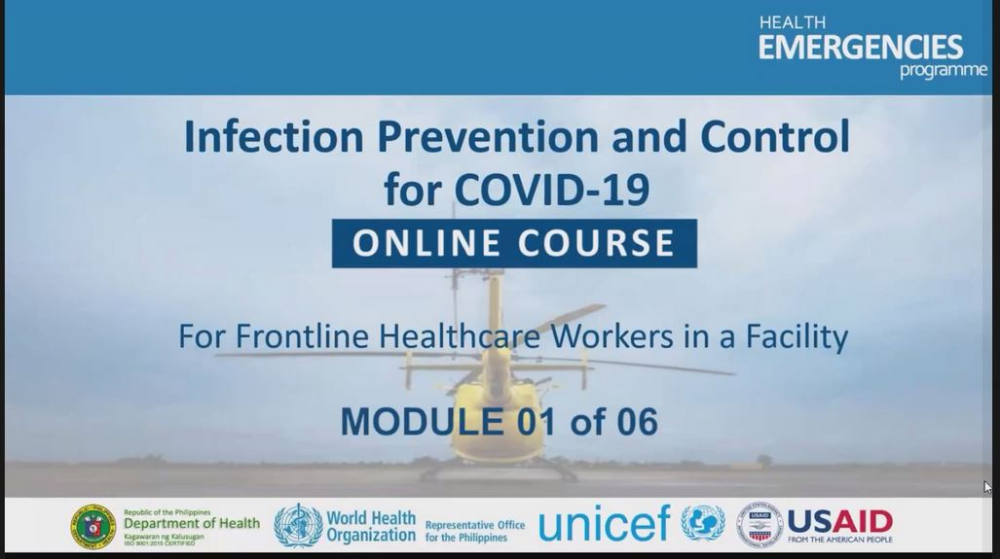 HEALTH
EMERGENCIES
programme
Infection Prevention and Control
for COVID-19
ONLINE COURSE
For Frontline Healthcare Workers in a Facility
MODULE 01 of 06
Republic of the Philippines
Department of Health
Kagawaran ng Kalusugan
ISO 9001:2015 CERTIFIED
World Health
Organization
Representative Office
for the Philippines
unicef
USAID
USAID
FROM THE AMERICAN PEOPLE